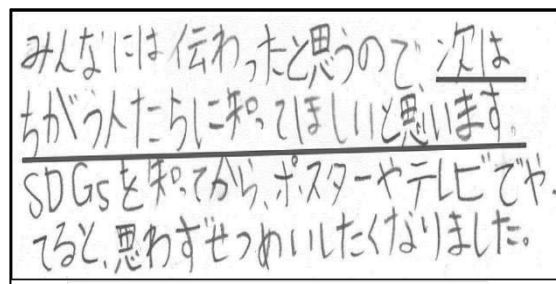 みんなには伝わったと思うので、次は
ちがう人たちに知ってほしいと思います。
SDGsを知ってから、ポスターやテレビでや
てると、思わずせつめいしたくなりました。